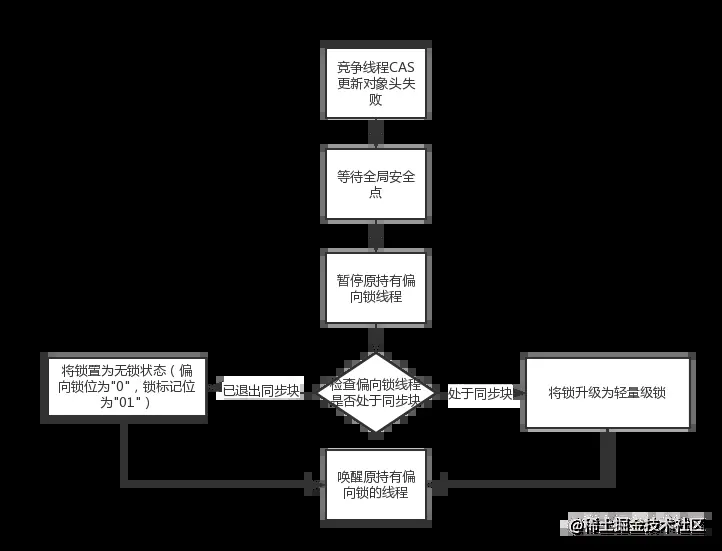 竞争线程CAS
更新对象头失
败
等待全局安全
点
暂停原持有偏
向锁线程
将锁置为无锁状态（偏
向锁位为"0"，锁标记位
为"01"）
已退出同步块
检查偏向锁线程
是否处于同步块
处于同步块
将锁升级为轻量级锁
唤醒原持有偏
向锁的线程
@稀土掘金技术社区